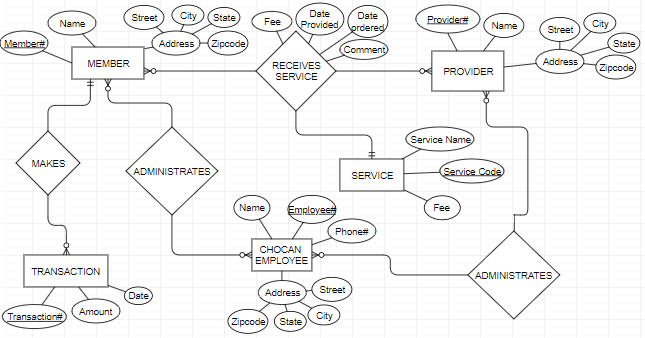 Name
Member#
MEMBER
Street
City
State
Address
Zipcode
Fee
Date
Provided
Date
ordered
Comment
RECEIVES
SERVICE
Provider#
Name
PROVIDER
Street
City
State
Address
Zipcode
MAKES
ADMINISTRATES
SERVICE
Service Name
Service Code
Fee
Name
Employee#
Phone#
CHOCAN
EMPLOYEE
Address
Street
City
State
Zipcode
ADMINISTRATES
TRANSACTION
Transaction#
Amount
Date